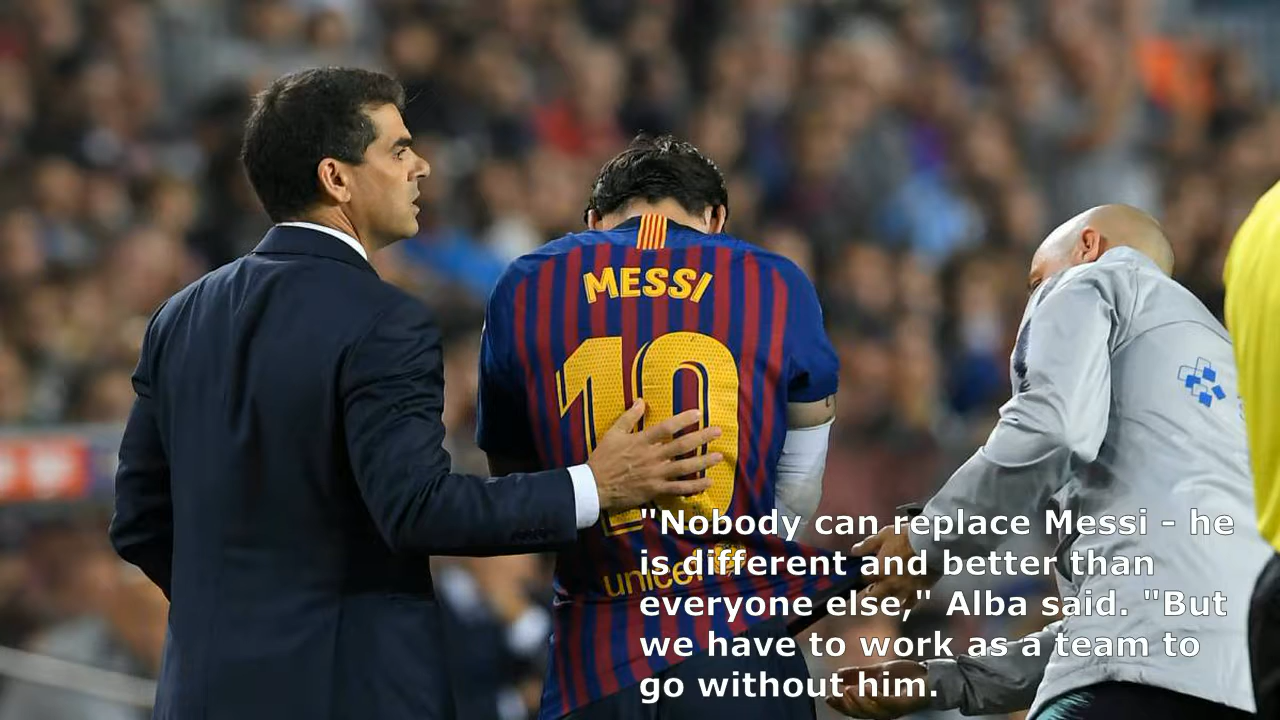 MESSI
10
unicef
"Nobody can replace Messi - he
is different and better than
everyone else," Alba said. "But
we have to work as a team to
go without him.